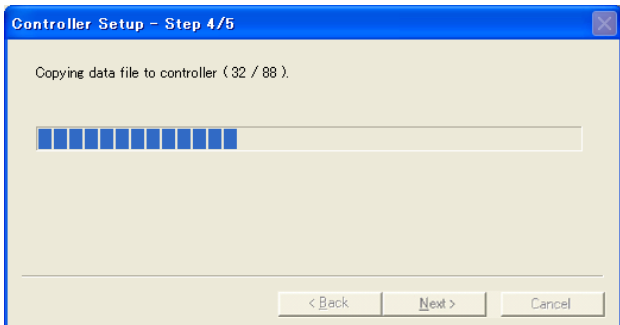 Controller Setup - Step 4/5
Copying data file to controller ( 32 / 88 ).
< Back
Next >
Cancel